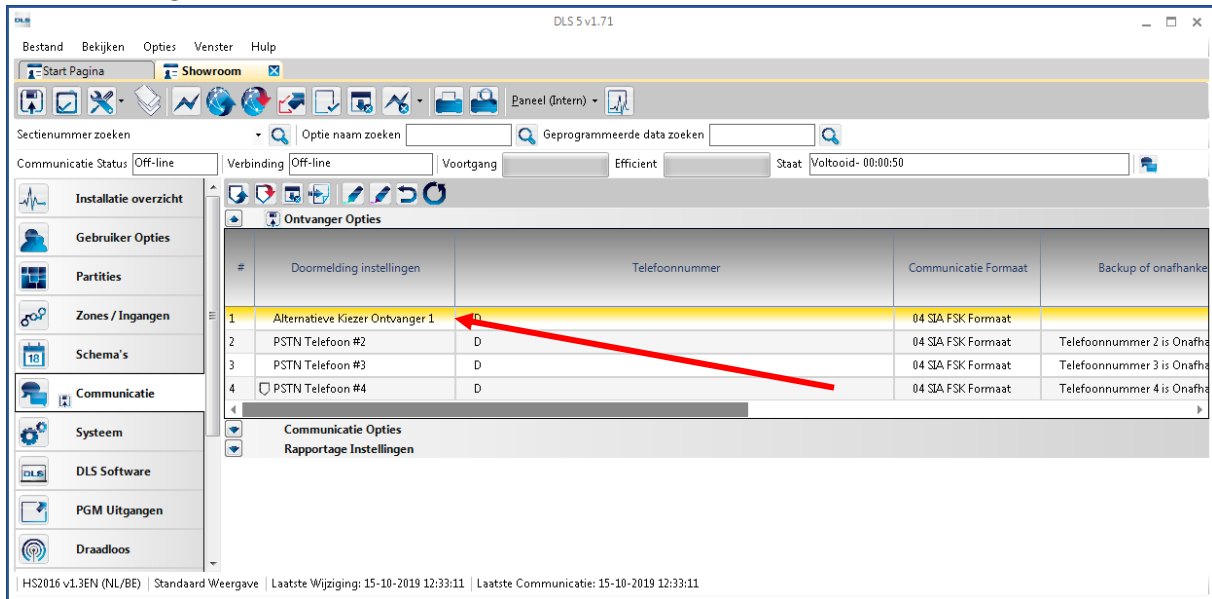 DLS
DLS 5 v1.71
Bestand Bekijken Opties Venster Hulp
Start Pagina Showroom
Paneel (Intern)
Sectienummer zoeken Optie naam zoeken Geprogrammeerde data zoeken
Communicatie Status Off-line Verbinding Off-line Voortgang Efficient Staat Voltooid- 00:00:50
Installatie overzicht
Gebruiker Opties
Partities
Zones / Ingangen
18 Schema's
Communicatie
Systeem
DLS DLS Software
PGM Uitgangen
Draadloos
Ontvanger Opties
# Doormelding instellingen Telefoonnummer Communicatie Formaat Backup of onafhanke
1 Alternatieve Kiezer Ontvanger 1 D 04 SIA FSK Formaat
2 PSTN Telefoon #2 D 04 SIA FSK Formaat Telefoonnummer 2 is Onafha
3 PSTN Telefoon #3 D 04 SIA FSK Formaat Telefoonnummer 3 is Onafha
4 PSTN Telefoon #4 D 04 SIA FSK Formaat Telefoonnummer 4 is Onafha
Communicatie Opties
Rapportage Instellingen
HS2016 v1.3EN (NL/BE) Standaard Weergave Laatste Wijziging: 15-10-2019 12:33:11 Laatste Communicatie: 15-10-2019 12:33:11